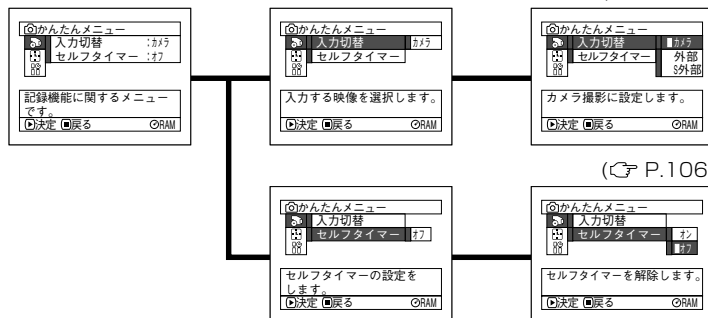 かんたんメニュー
入力切替 :カメラ
セルフタイマー :オフ
記録機能に関するメニュー
です。
決定 戻る RAM
かんたんメニュー
入力切替 カメラ
セルフタイマー
入力する映像を選択します。
決定 戻る RAM
かんたんメニュー
入力切替 カメラ
セルフタイマー 外部
S外部
カメラ撮影に設定します。
決定 戻る RAM
(☞ P.106
かんたんメニュー
入力切替
セルフタイマー オフ
セルフタイマーの設定を
します。
決定 戻る RAM
かんたんメニュー
入力切替
セルフタイマー オン
オフ
セルフタイマーを解除します。
決定 戻る RAM